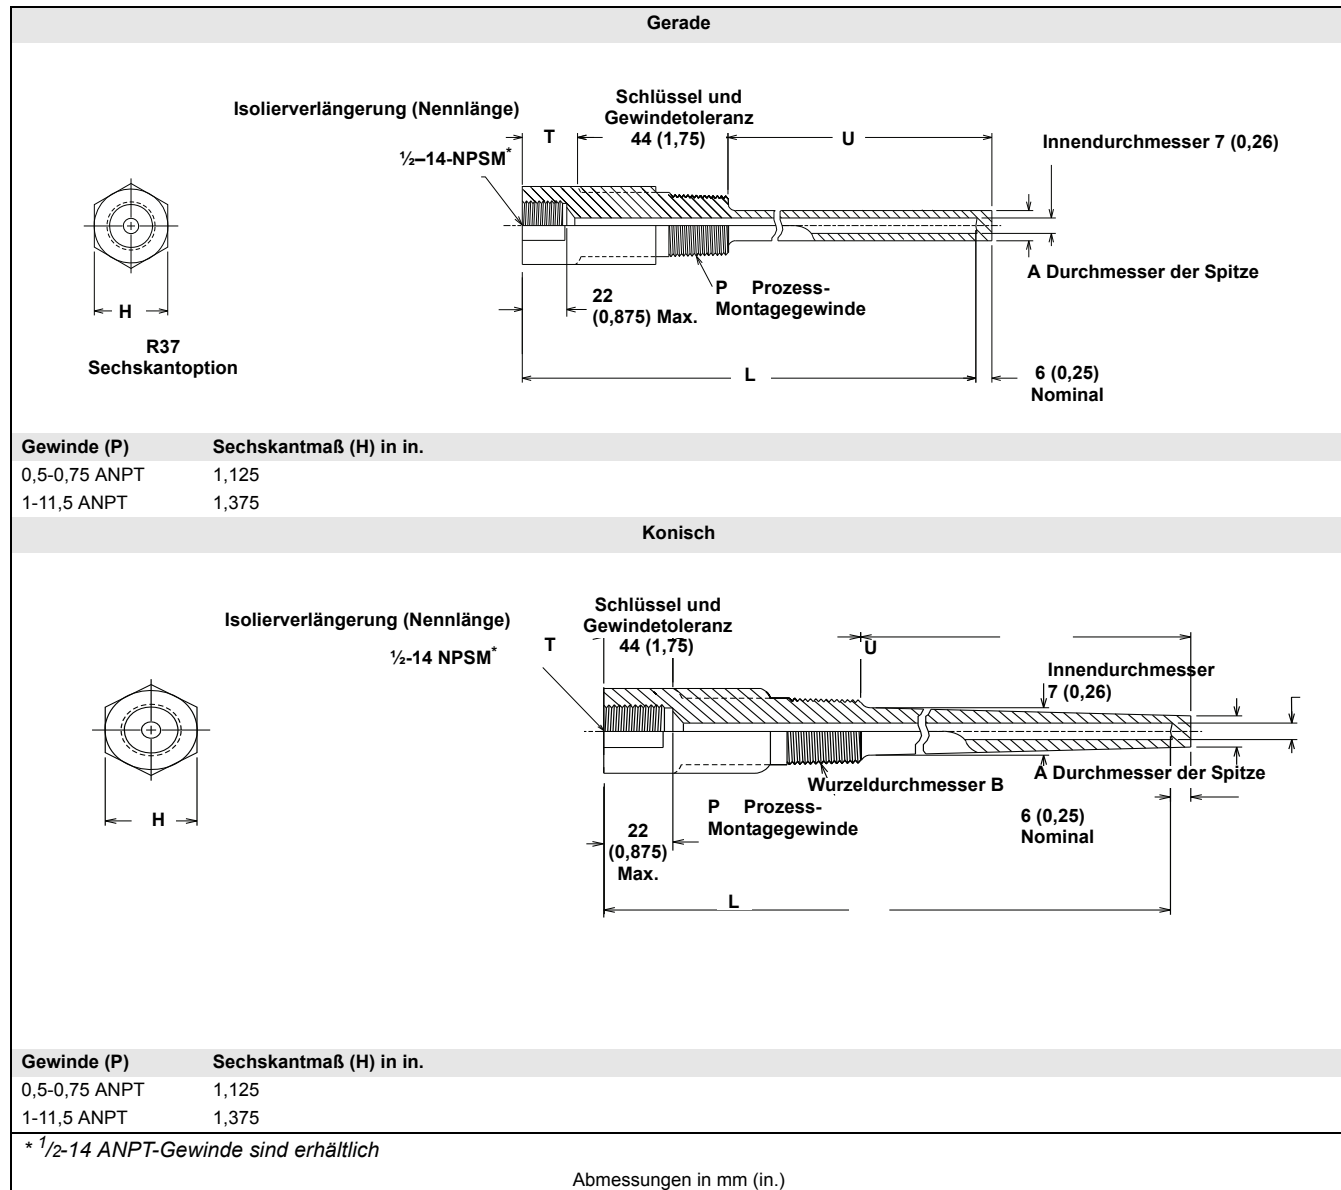 Gerade
Isolierverlängerung (Nennlänge)
Schlüssel und
Gewindetoleranz
44 (1,75)
T
U
Innendurchmesser 7 (0,26)
½–14-NPSM*
A Durchmesser der Spitze
P Prozess-
Montagegewinde
22
(0,875) Max.
H
R37
Sechskantoption
L
6 (0,25)
Nominal
Gewinde (P) Sechskantmaß (H) in in.
0,5-0,75 ANPT 1,125
1-11,5 ANPT 1,375
Konisch
Isolierverlängerung (Nennlänge)
Schlüssel und
Gewindetoleranz
44 (1,75)
T
U
½-14 NPSM*
Innendurchmesser
7 (0,26)
A Durchmesser der Spitze
Wurzeldurchmesser B
P Prozess-
Montagegewinde
6 (0,25)
Nominal
H
22
(0,875)
Max.
L
Gewinde (P) Sechskantmaß (H) in in.
0,5-0,75 ANPT 1,125
1-11,5 ANPT 1,375
* 1/2-14 ANPT-Gewinde sind erhältlich
Abmessungen in mm (in.)